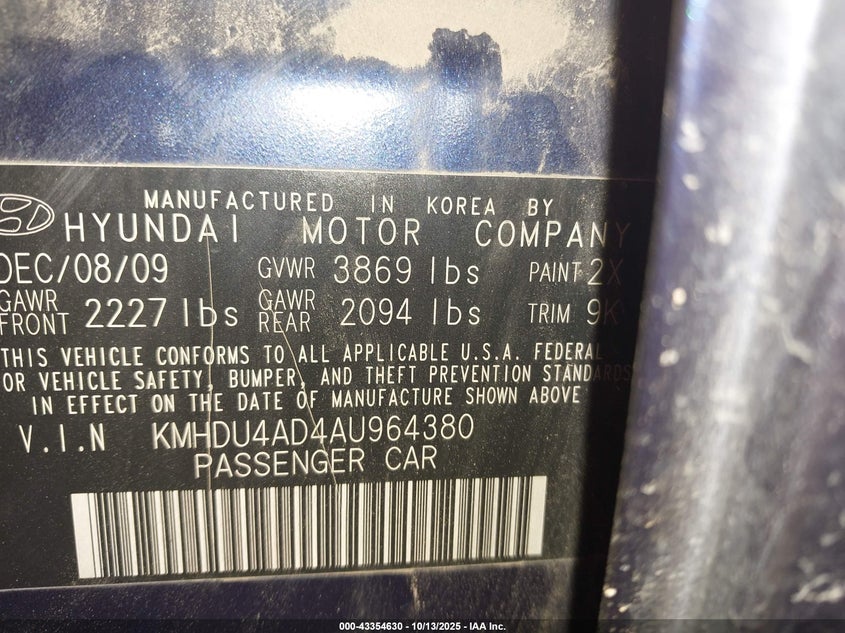 MANUFACTURED IN KOREA BY
HYUNDAI MOTOR COMPANY
DEC/08/09 GVWR 3869 lbs PAINT 2X
GAWR FRONT 2227 lbs GAWR REAR 2094 lbs TRIM 9K
THIS VEHICLE CONFORMS TO ALL APPLICABLE U.S.A. FEDERAL
OR VEHICLE SAFETY, BUMPER, AND THEFT PREVENTION STANDARDS
IN EFFECT ON THE DATE OF MANUFACTURE SHOWN ABOVE
V.I.N KMHDU4AD4AU964380
PASSENGER CAR
000-43354630 - 10/13/2025 - IAA Inc.